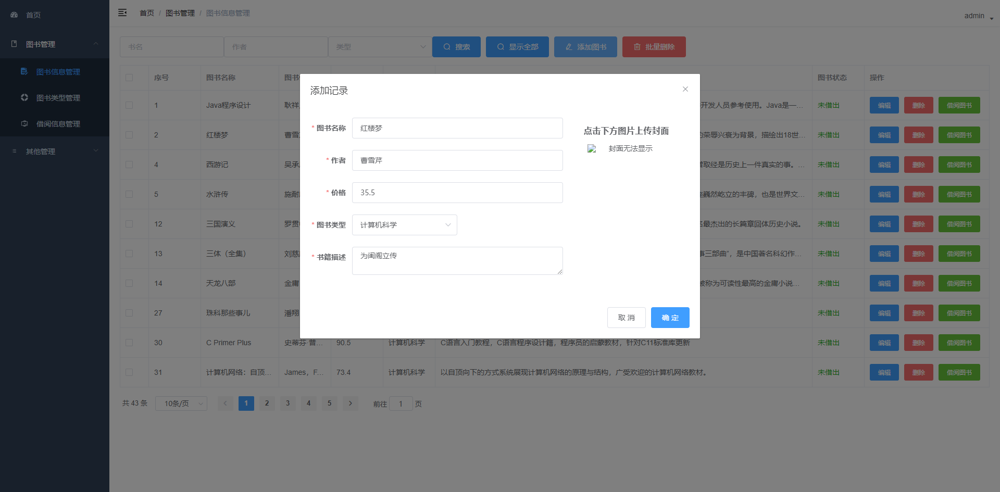 首页
图书管理
图书信息管理
图书类型管理
借阅信息管理
其他管理
首页 / 图书管理 / 图书信息管理
admin
书名 作者 类型 搜索 显示全部 添加图书 批量删除
序号 图书名称 图书 图书状态 操作
1 Java程序设计 耿祥 开发人员参考使用。Java是一... 未借出 编辑 删除 借阅图书
2 红楼梦 曹雪 的荣辱兴衰为背景，描绘出18世... 未借出 编辑 删除 借阅图书
4 西游记 吴承 取经是历史上一件真实的事。... 未借出 编辑 删除 借阅图书
5 水浒传 施耐 巍然屹立的丰碑，也是世界文... 未借出 编辑 删除 借阅图书
12 三国演义 罗贯 最杰出的长篇章回体历史小说。 未借出 编辑 删除 借阅图书
13 三体（全集） 刘慈 事三部曲”，是中国著名科幻作... 未借出 编辑 删除 借阅图书
14 天龙八部 金庸 被称为可读性最高的金庸小说... 未借出 编辑 删除 借阅图书
27 珠科那些事儿 潘翔 未借出 编辑 删除 借阅图书
30 C Primer Plus 史蒂芬·普... 90.5 计算机科学 C语言入门教程，C语言程序设计籍，程序员的启蒙教材，针对C11标准库更新 未借出 编辑 删除 借阅图书
31 计算机网络：自顶... James，F... 73.4 计算机科学 以自顶向下的方式系统展现计算机网络的原理与结构，广受欢迎的计算机网络教材。 未借出 编辑 删除 借阅图书
共 43 条 10条/页 1 2 3 4 5 前往 1 页
添加记录
* 图书名称 红楼梦
* 作者 曹雪芹
* 价格 35.5
* 图书类型 计算机科学
* 书籍描述 为闺阁立传
点击下方图片上传封面
封面无法显示
取 消 确 定